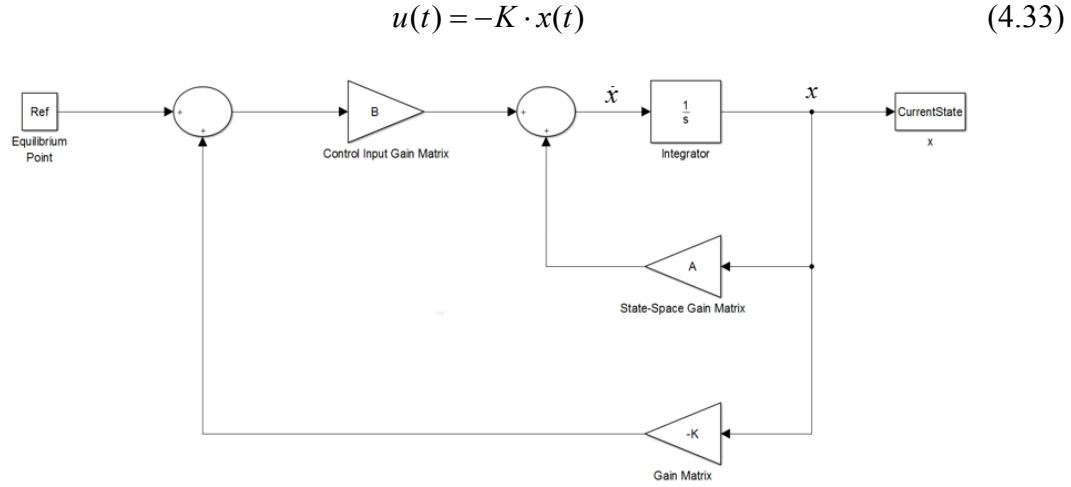 u(t) = −K · x(t) (4.33)
Ref
Equilibrium
Point
+
+
B
Control Input Gain Matrix
+
+
ẋ
1
s
Integrator
x
CurrentState
x
A
State-Space Gain Matrix
-K
Gain Matrix